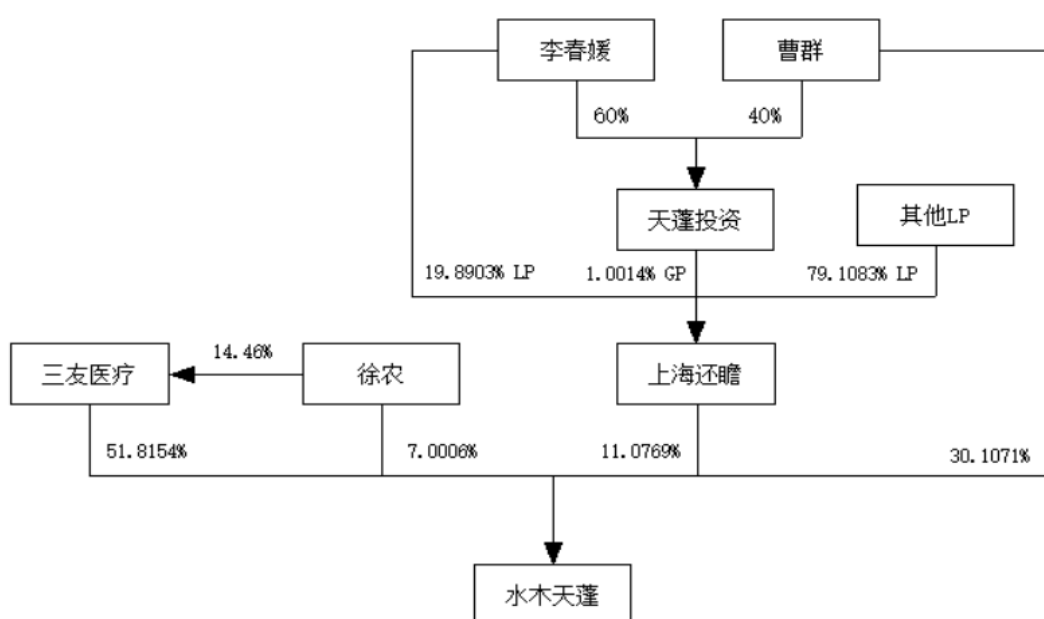 李春媛
曹群
60%
40%
天蓬投资
其他LP
19.8903% LP
1.0014% GP
79.1083% LP
三友医疗
14.46%
徐农
上海还瞻
51.8154%
7.0006%
11.0769%
30.1071%
水木天蓬